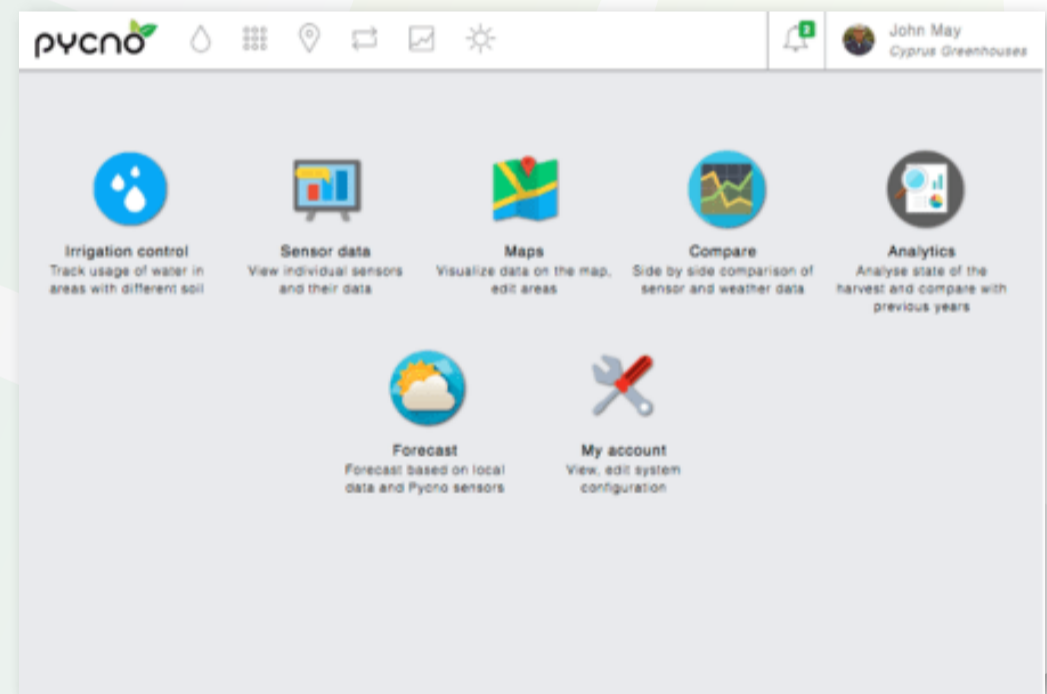 pycno
2
John May
Cyprus Greenhouses
Irrigation control
Track usage of water in
areas with different soil
Sensor data
View individual sensors
and their data
Maps
Visualize data on the map,
edit areas
Compare
Side by side comparison of
sensor and weather data
Analytics
Analyse state of the
harvest and compare with
previous years
Forecast
Forecast based on local
data and Pycno sensors
My account
View, edit system
configuration